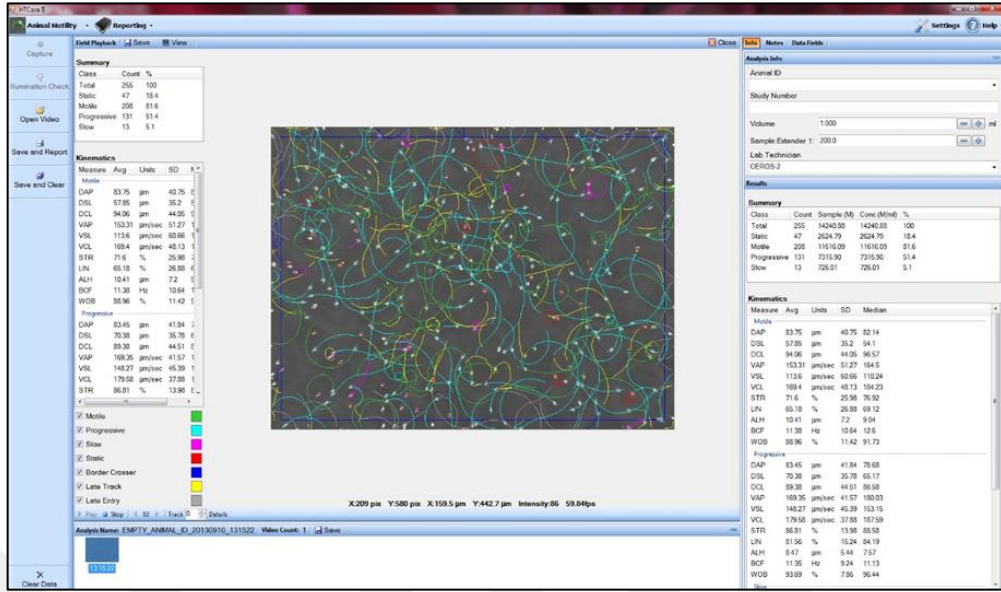 HTCasa II
Animal Motility Reporting Settings Help
Capture
Illumination Check
Open Video
Save and Report
Save and Clear
Clear Data
Field Playback Save View Close
Summary
Class Count %
Total 255 100
Static 47 18.4
Motile 208 81.6
Progressive 131 51.4
Slow 13 5.1
Kinematics
Measure Avg Units SD
Motile
DAP 83.75 µm 40.75
DSL 57.85 µm 35.2
DCL 94.06 µm 44.05
VAP 153.31 µm/sec 51.27
VSL 113.6 µm/sec 60.66
VCL 169.4 µm/sec 48.13
STR 71.6 % 25.98
LIN 65.18 % 26.88
ALH 10.41 µm 7.2
BCF 11.38 Hz 10.64
WOB 88.96 % 11.42
Progressive
DAP 83.45 µm 41.84
DSL 70.38 µm 35.78
DCL 89.38 µm 44.51
VAP 169.35 µm/sec 41.57
VSL 148.27 µm/sec 45.39
VCL 179.58 µm/sec 37.88
STR 86.81 % 13.98
Motile
Progressive
Slow
Static
Border Crosser
Late Track
Late Entry
Play Stop 83 Track 0 Details
X:209 pix Y:580 pix X:159.5 µm Y:442.7 µm Intensity:86 59.84fps
Analysis Name: EMPTY_ANIMAL_ID_20130910_131522 Video Count: 1 Save
13:16:20
Info Notes Data Fields
Analysis Info
Animal ID
Study Number
Volume 1.000 ml
Sample Extender 1: 200.0
Lab Technician
CEROS-2
Results
Summary
Class Count Sample (M) Conc (M/ml) %
Total 255 14240.88 14240.88 100
Static 47 2624.79 2624.79 18.4
Motile 208 11616.09 11616.09 81.6
Progressive 131 7315.90 7315.90 51.4
Slow 13 726.01 726.01 5.1
Kinematics
Measure Avg Units SD Median
Motile
DAP 83.75 µm 40.75 82.14
DSL 57.85 µm 35.2 54.1
DCL 94.06 µm 44.05 96.57
VAP 153.31 µm/sec 51.27 164.5
VSL 113.6 µm/sec 60.66 110.24
VCL 169.4 µm/sec 48.13 184.23
STR 71.6 % 25.98 76.92
LIN 65.18 % 26.88 69.12
ALH 10.41 µm 7.2 9.04
BCF 11.38 Hz 10.64 12.6
WOB 88.96 % 11.42 91.73
Progressive
DAP 83.45 µm 41.84 78.68
DSL 70.38 µm 35.78 65.17
DCL 89.38 µm 44.51 86.58
VAP 169.35 µm/sec 41.57 180.03
VSL 148.27 µm/sec 45.39 153.15
VCL 179.58 µm/sec 37.88 187.59
STR 86.81 % 13.98 88.58
LIN 81.56 % 15.24 84.19
ALH 8.47 µm 5.44 7.57
BCF 11.35 Hz 9.24 11.13
WOB 93.69 % 7.86 96.44
Slow